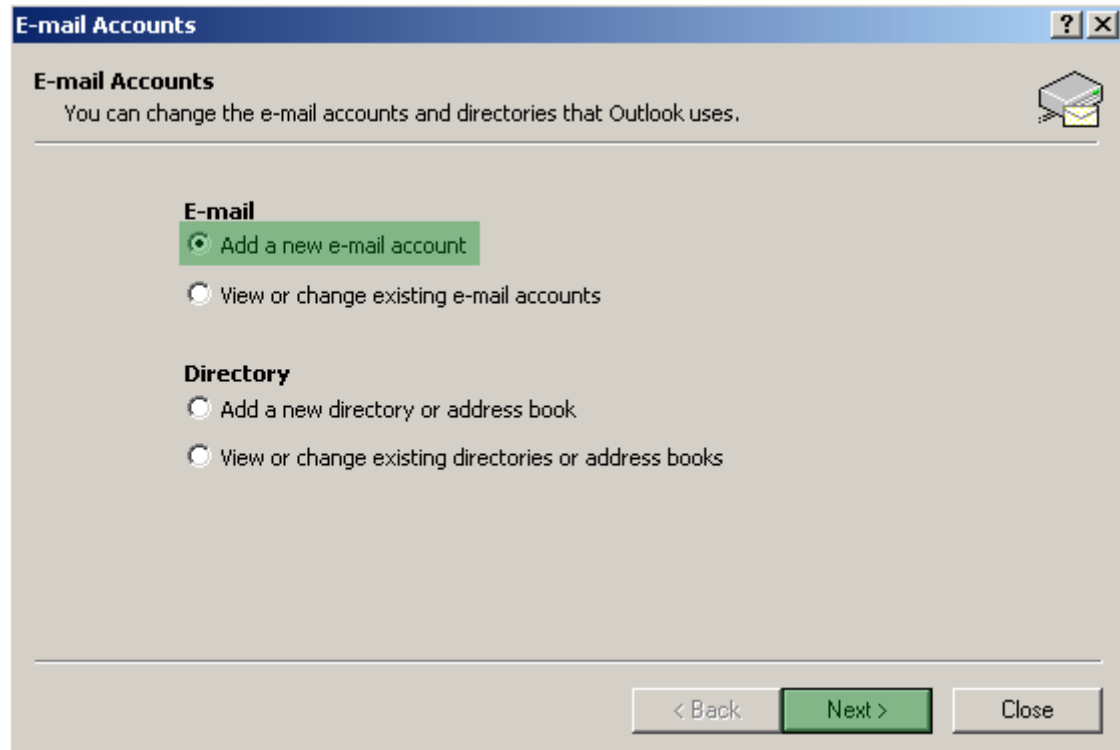 E-mail Accounts
E-mail Accounts
You can change the e-mail accounts and directories that Outlook uses.
E-mail
Add a new e-mail account
View or change existing e-mail accounts
Directory
Add a new directory or address book
View or change existing directories or address books
< Back Next > Close